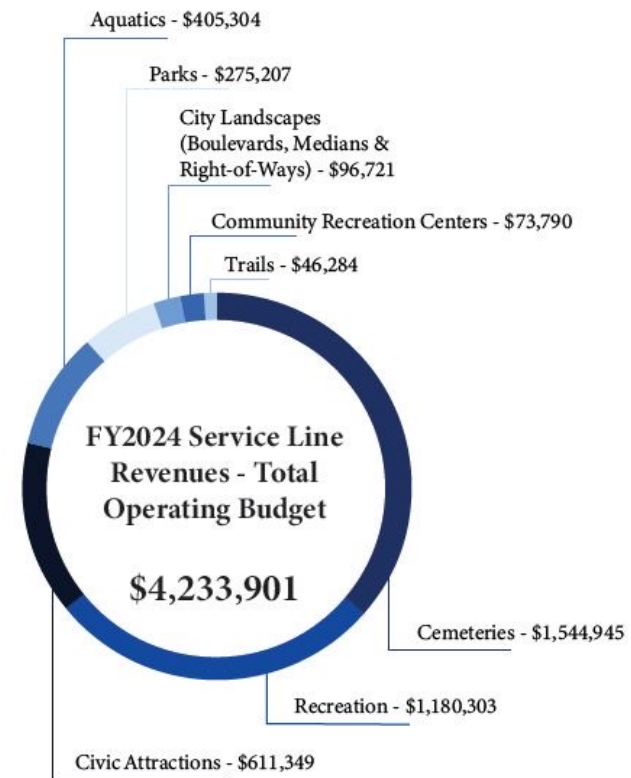 Aquatics - $405,304
Parks - $275,207
City Landscapes
(Boulevards, Medians &
Right-of-Ways) - $96,721
Community Recreation Centers - $73,790
Trails - $46,284
FY2024 Service Line
Revenues - Total
Operating Budget
$4,233,901
Cemeteries - $1,544,945
Recreation - $1,180,303
Civic Attractions - $611,349